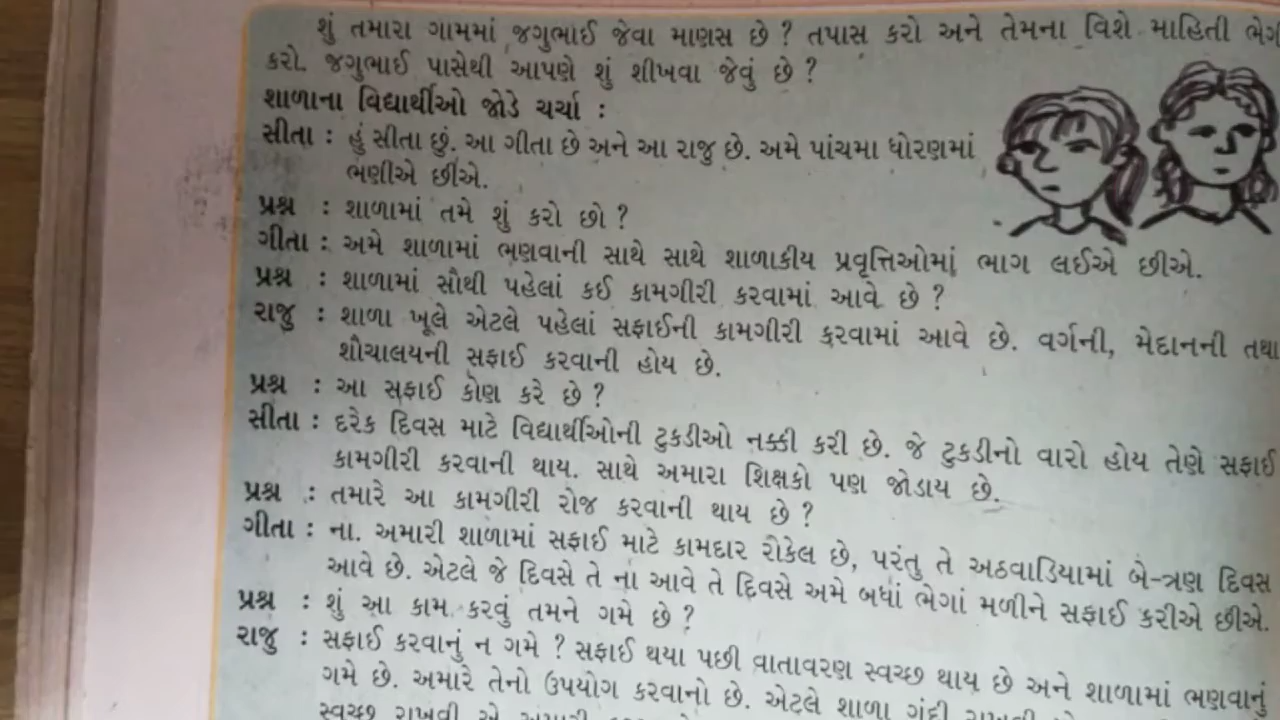 શું તમારા ગામમાં જગુભાઈ જેવા માણસ છે ? તપાસ કરો અને તેમના વિશે માહિતી ભેગ
કરો. જગુભાઈ પાસેથી આપણે શું શીખવા જેવું છે ?
શાળાના વિદ્યાર્થીઓ જોડે ચર્ચા :
સીતા : હું સીતા છું. આ ગીતા છે અને આ રાજુ છે. અમે પાંચમા ધોરણમાં
ભણીએ છીએ.
પ્રશ્ન : શાળામાં તમે શું કરો છો ?
ગીતા : અમે શાળામાં ભણવાની સાથે સાથે શાળાકીય પ્રવૃત્તિઓમાં ભાગ લઈએ છીએ.
પ્રશ્ન : શાળામાં સૌથી પહેલાં કઈ કામગીરી કરવામાં આવે છે ?
રાજુ : શાળા ખૂલે એટલે પહેલાં સફાઈની કામગીરી કરવામાં આવે છે. વર્ગની, મેદાનની તથા
શૌચાલયની સફાઈ કરવાની હોય છે.
પ્રશ્ન : આ સફાઈ કોણ કરે છે ?
સીતા : દરેક દિવસ માટે વિદ્યાર્થીઓની ટુકડીઓ નક્કી કરી છે. જે ટુકડીનો વારો હોય તેણે સફાઈ
કામગીરી કરવાની થાય. સાથે અમારા શિક્ષકો પણ જોડાય છે.
પ્રશ્ન : તમારે આ કામગીરી રોજ કરવાની થાય છે ?
ગીતા : ના. અમારી શાળામાં સફાઈ માટે કામદાર રોકેલ છે, પરંતુ તે અઠવાડિયામાં બે-ત્રણ દિવસ
આવે છે. એટલે જે દિવસે તે ના આવે તે દિવસે અમે બધાં ભેગાં મળીને સફાઈ કરીએ છીએ.
પ્રશ્ન : શું આ કામ કરવું તમને ગમે છે ?
રાજુ : સફાઈ કરવાનું ન ગમે ? સફાઈ થયા પછી વાતાવરણ સ્વચ્છ થાય છે અને શાળામાં ભણવાનું
ગમે છે. અમારે તેનો ઉપયોગ કરવાનો છે. એટલે શાળા ગંદી
સ્વચ્છ રાખવી એ અમારી